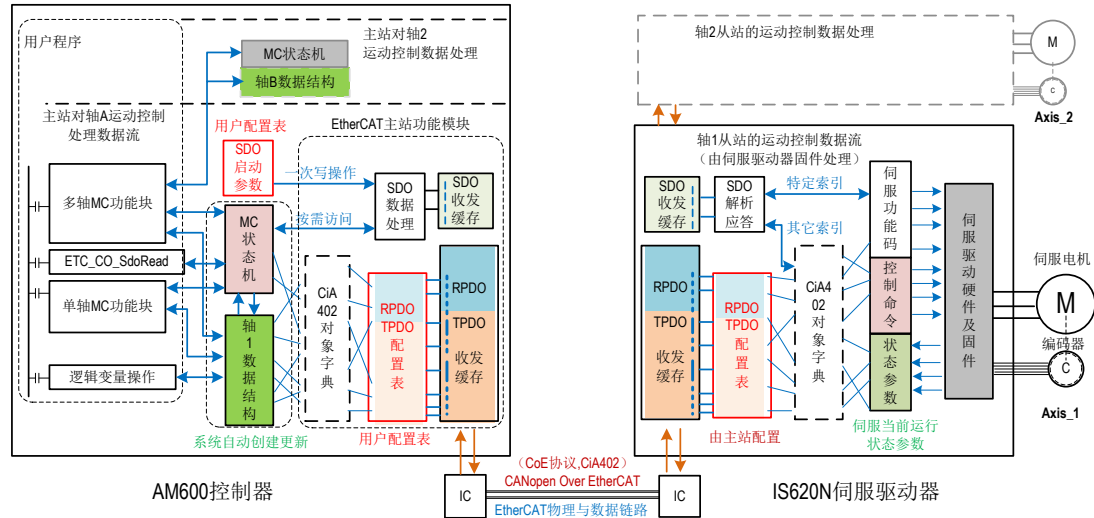 用户程序
主站对轴2
运动控制数据处理
MC状态机
轴B数据结构
主站对轴A运动控制
处理数据流
用户配置表
EtherCAT主站功能模块
SDO
启动
参数
一次写操作
按需访问
SDO
数据
处理
SDO
收发
缓存
多轴MC功能块
ETC_CO_SdoRead
单轴MC功能块
逻辑变量操作
MC
状态
机
轴
1
数
据
结
构
CiA
402
对
象
字
典
RPDO
TPDO
配
置
表
RPDO
TPDO
收发
缓存
系统自动创建更新
用户配置表
AM600控制器
IC
（CoE协议,CiA402）
CANopen Over EtherCAT
EtherCAT物理与数据链路
IC
轴2从站的运动控制数据处理
M
C
Axis_2
轴1从站的运动控制数据流
（由伺服驱动器固件处理）
SDO
收发
缓存
SDO
解析
应答
特定索引
其它索引
RPDO
TPDO
收发
缓存
RPDO
TPDO
配
置
表
CiA4
02
对
象
字
典
伺
服
功
能
码
控
制
命
令
状
态
参
数
伺
服
驱
动
硬
件
及
固
件
伺服电机
M
编码器
C
Axis_1
由主站配置
伺服当前运行
状态参数
IS620N伺服驱动器